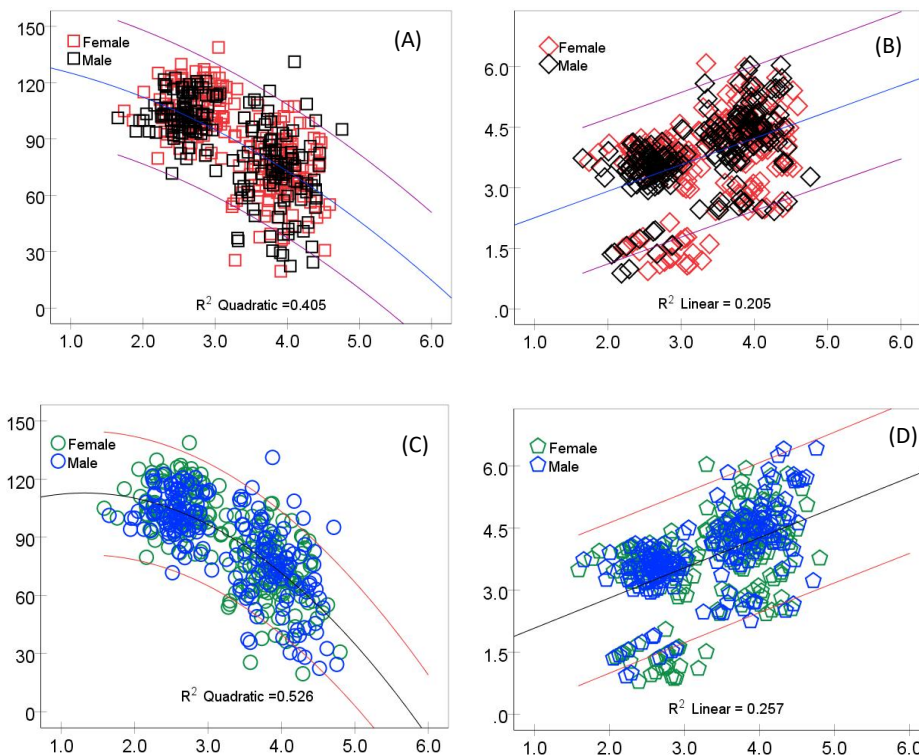 150
120
90
60
30
0
Female
Male
(A)
R² Quadratic =0.405
1.0 2.0 3.0 4.0 5.0 6.0
6.0
4.5
3.0
1.5
.0
Female
Male
(B)
R² Linear = 0.205
1.0 2.0 3.0 4.0 5.0 6.0
150
120
90
60
30
0
Female
Male
(C)
R² Quadratic =0.526
1.0 2.0 3.0 4.0 5.0 6.0
6.0
4.5
3.0
1.5
.0
Female
Male
(D)
R² Linear = 0.257
1.0 2.0 3.0 4.0 5.0 6.0